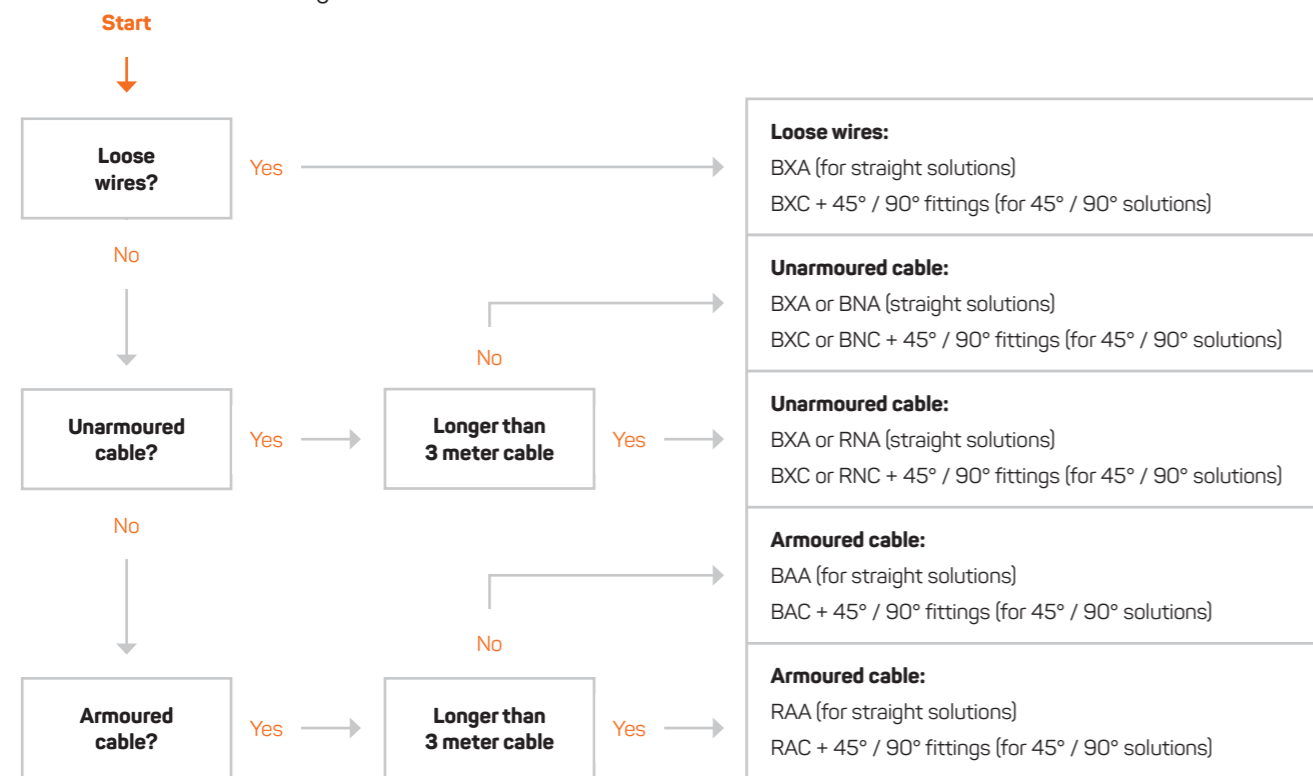 Start
Loose
wires?
Yes
Loose wires:
BXA (for straight solutions)
BXC + 45° / 90° fittings (for 45° / 90° solutions)
No
Unarmoured cable:
BXA or BNA (straight solutions)
BXC or BNC + 45° / 90° fittings (for 45° / 90° solutions)
No
Unarmoured
cable?
Yes
Longer than
3 meter cable
Yes
Unarmoured cable:
BXA or RNA (straight solutions)
BXC or RNC + 45° / 90° fittings (for 45° / 90° solutions)
No
Armoured cable:
BAA (for straight solutions)
BAC + 45° / 90° fittings (for 45° / 90° solutions)
No
Armoured
cable?
Yes
Longer than
3 meter cable
Yes
Armoured cable:
RAA (for straight solutions)
RAC + 45° / 90° fittings (for 45° / 90° solutions)